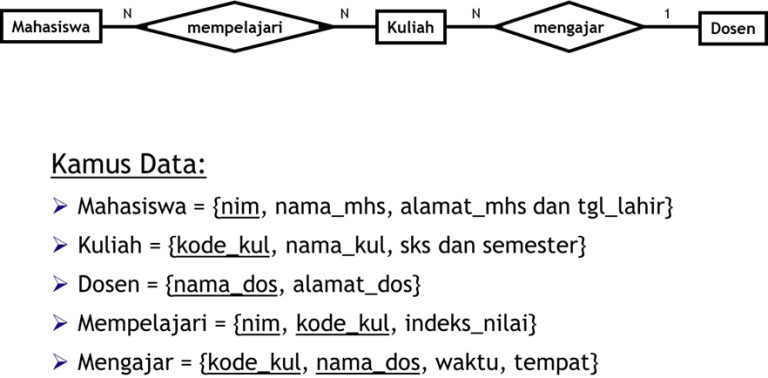 Mahasiswa N mempelajari N Kuliah N mengajar 1 Dosen
Kamus Data:
➢ Mahasiswa = {nim, nama_mhs, alamat_mhs dan tgl_lahir}
➢ Kuliah = {kode_kul, nama_kul, sks dan semester}
➢ Dosen = {nama_dos, alamat_dos}
➢ Mempelajari = {nim, kode_kul, indeks_nilai}
➢ Mengajar = {kode_kul, nama_dos, waktu, tempat}